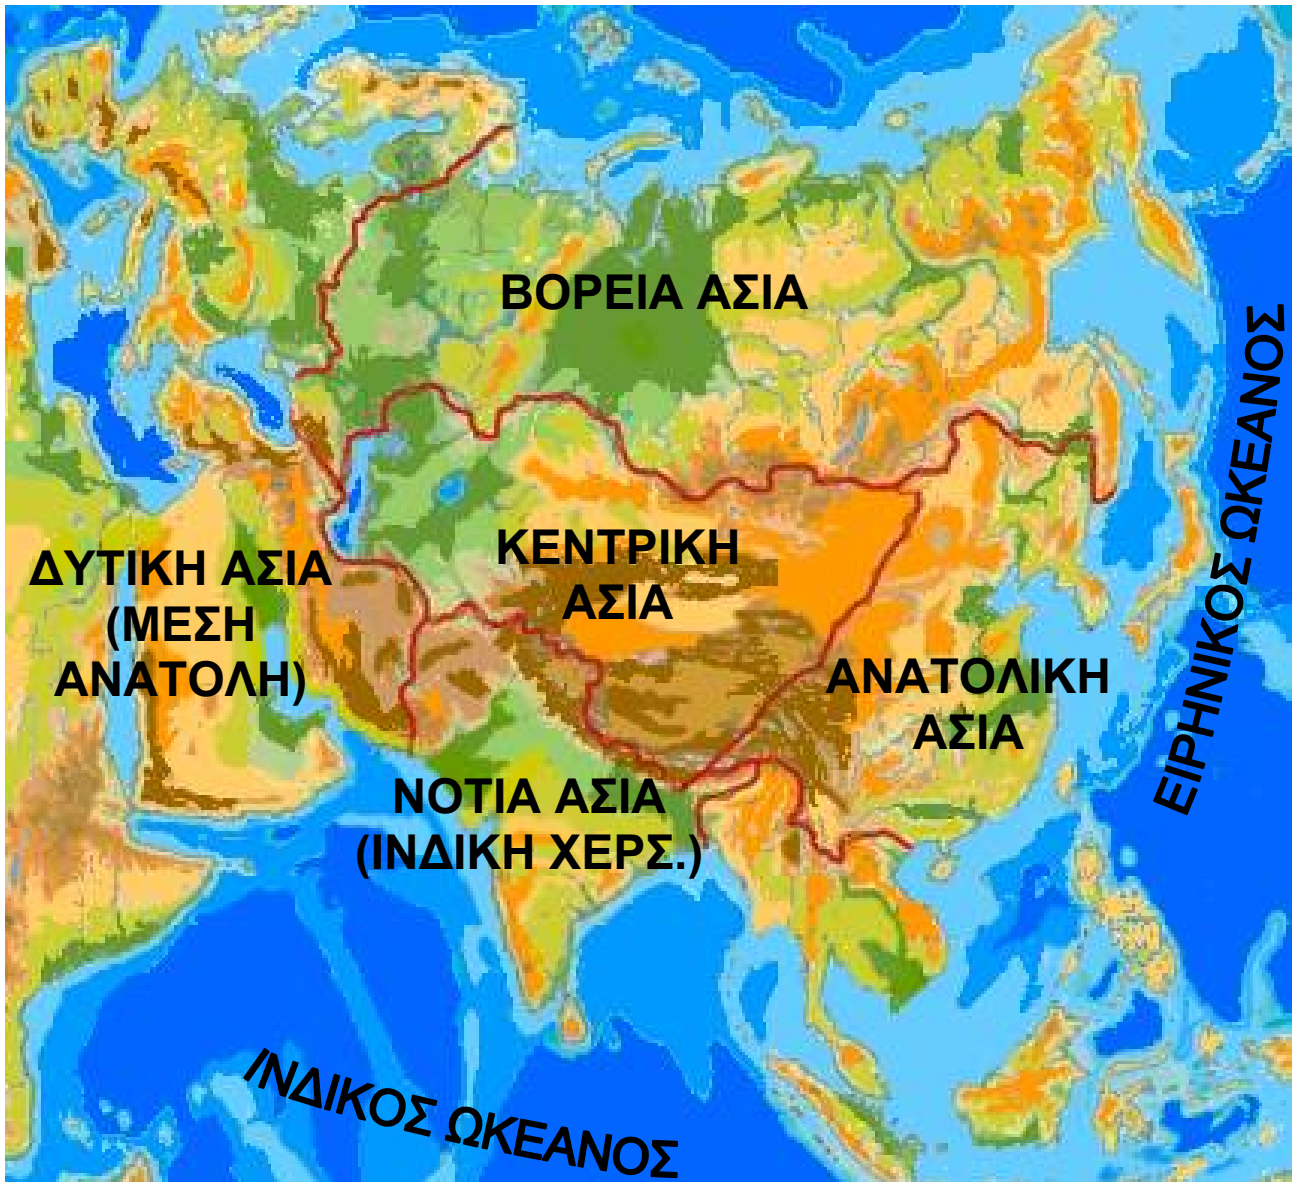 ΒΟΡΕΙΑ ΑΣΙΑ
ΕΙΡΗΝΙΚΟΣ ΩΚΕΑΝΟΣ
ΚΕΝΤΡΙΚΗ
ΑΣΙΑ
ΔΥΤΙΚΗ ΑΣΙΑ
(ΜΕΣΗ
ΑΝΑΤΟΛΗ)
ΑΝΑΤΟΛΙΚΗ
ΑΣΙΑ
ΝΟΤΙΑ ΑΣΙΑ
(ΙΝΔΙΚΗ ΧΕΡΣ.)
ΙΝΔΙΚΟΣ ΩΚΕΑΝΟΣ